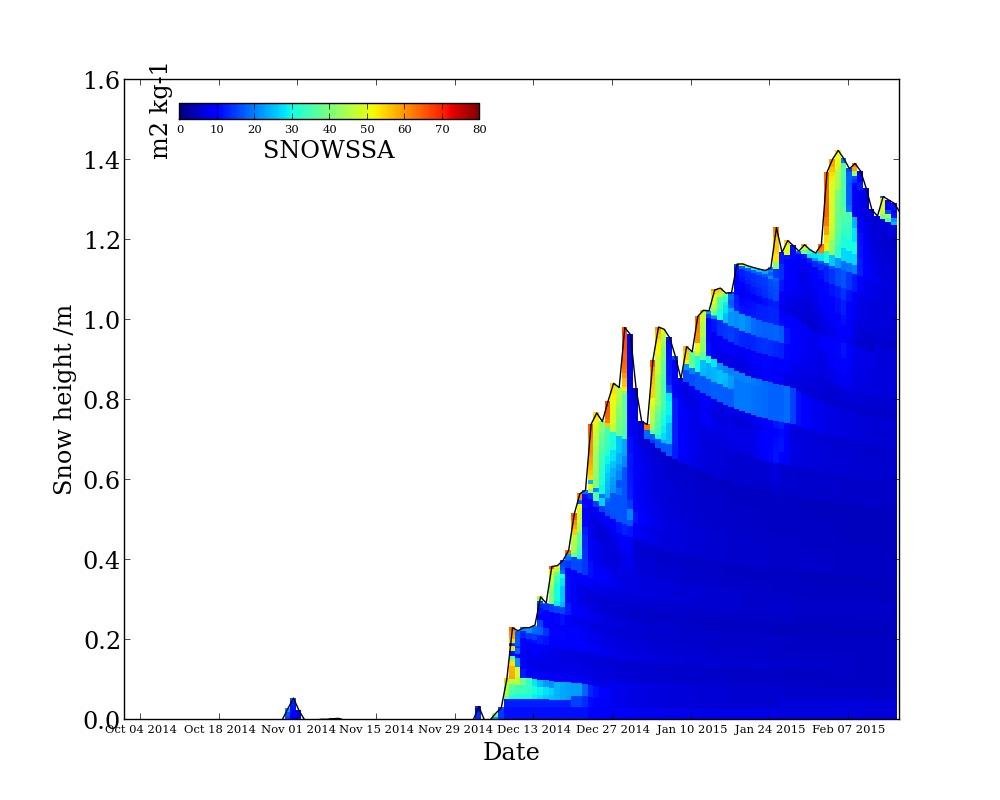 1.6
m2 kg-1
0 10 20 30 40 50 60 70 80
SNOWSSA
1.4
1.2
1.0
Snow height /m
0.8
0.6
0.4
0.2
0.0
Oct 04 2014 Oct 18 2014 Nov 01 2014 Nov 15 2014 Nov 29 2014 Dec 13 2014 Dec 27 2014 Jan 10 2015 Jan 24 2015 Feb 07 2015
Date